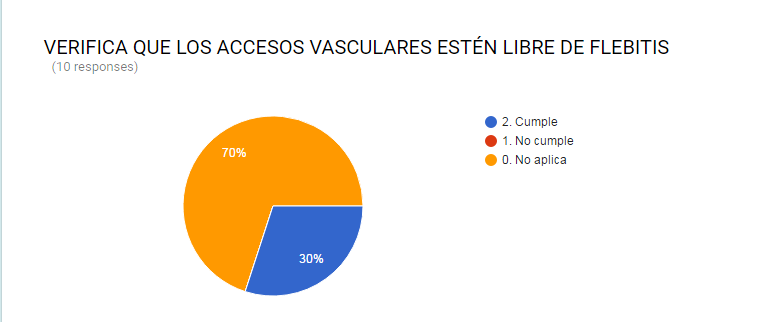 VERIFICA QUE LOS ACCESOS VASCULARES ESTÉN LIBRE DE FLEBITIS
(10 responses)
2. Cumple
1. No cumple
0. No aplica
70%
30%